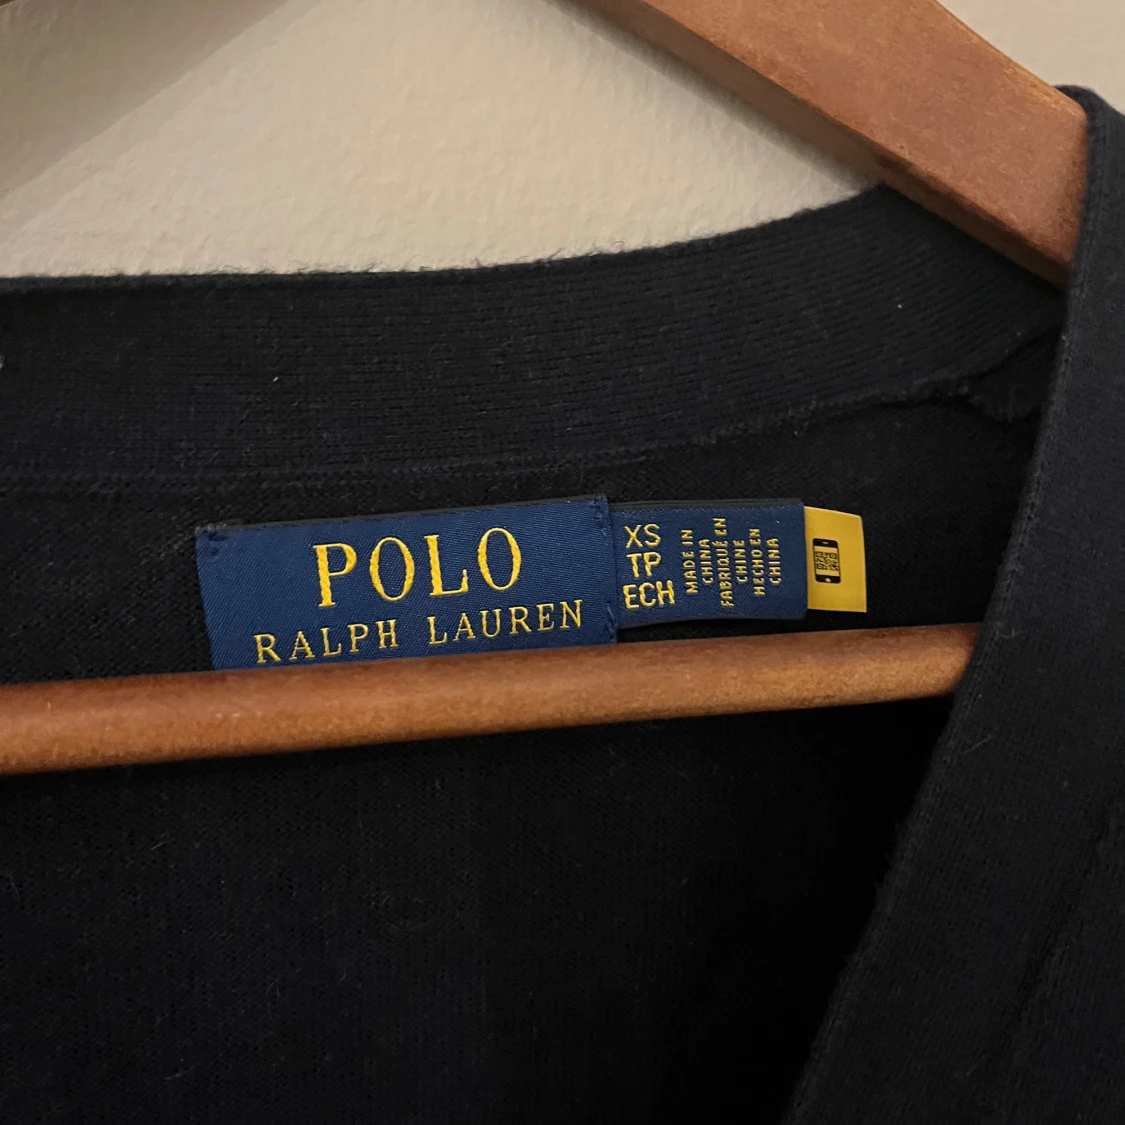 POLO
RALPH LAUREN
XS
TP
ECH
MADE IN
CHINA
FABRIQUÉ EN
CHINE
HECHO EN
CHINA